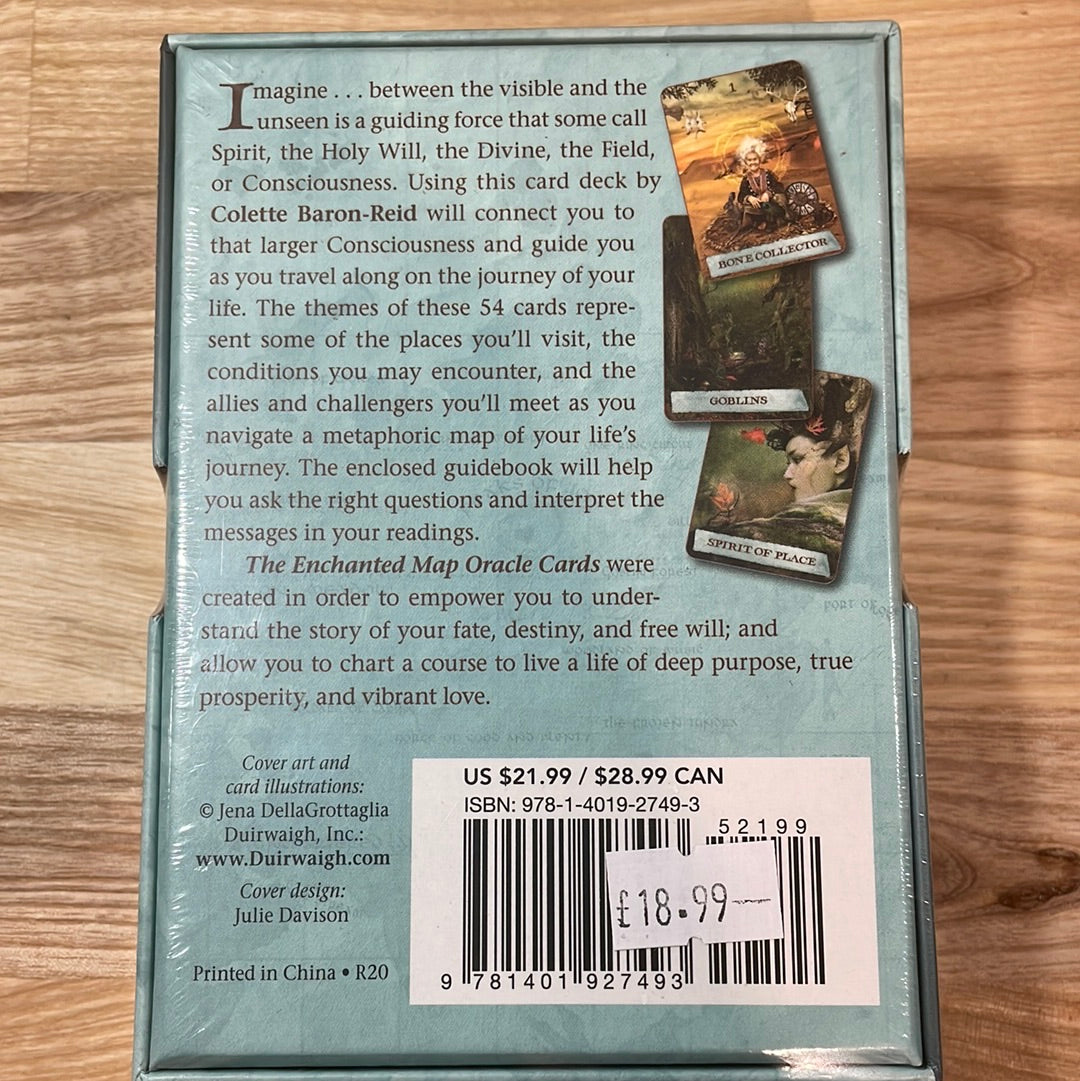 Imagine . . . between the visible and the
unseen is a guiding force that some call
Spirit, the Holy Will, the Divine, the Field,
or Consciousness. Using this card deck by
Colette Baron-Reid will connect you to
that larger Consciousness and guide you
as you travel along on the journey of your
life. The themes of these 54 cards repre-
sent some of the places you'll visit, the
conditions you may encounter, and the
allies and challengers you'll meet as you
navigate a metaphoric map of your life's
journey. The enclosed guidebook will help
you ask the right questions and interpret the
messages in your readings.
The Enchanted Map Oracle Cards were
created in order to empower you to under-
stand the story of your fate, destiny, and free will; and
allow you to chart a course to live a life of deep purpose, true
prosperity, and vibrant love.
1
BONE COLLECTOR
GOBLINS
SPIRIT OF PLACE
PORT OF
Cover art and
card illustrations:
© Jena DellaGrottaglia
Duirwaigh, Inc.:
www.Duirwaigh.com
Cover design:
Julie Davison
Printed in China • R20
US $21.99 / $28.99 CAN
ISBN: 978-1-4019-2749-3
52199
£18.99
9 781401 927493